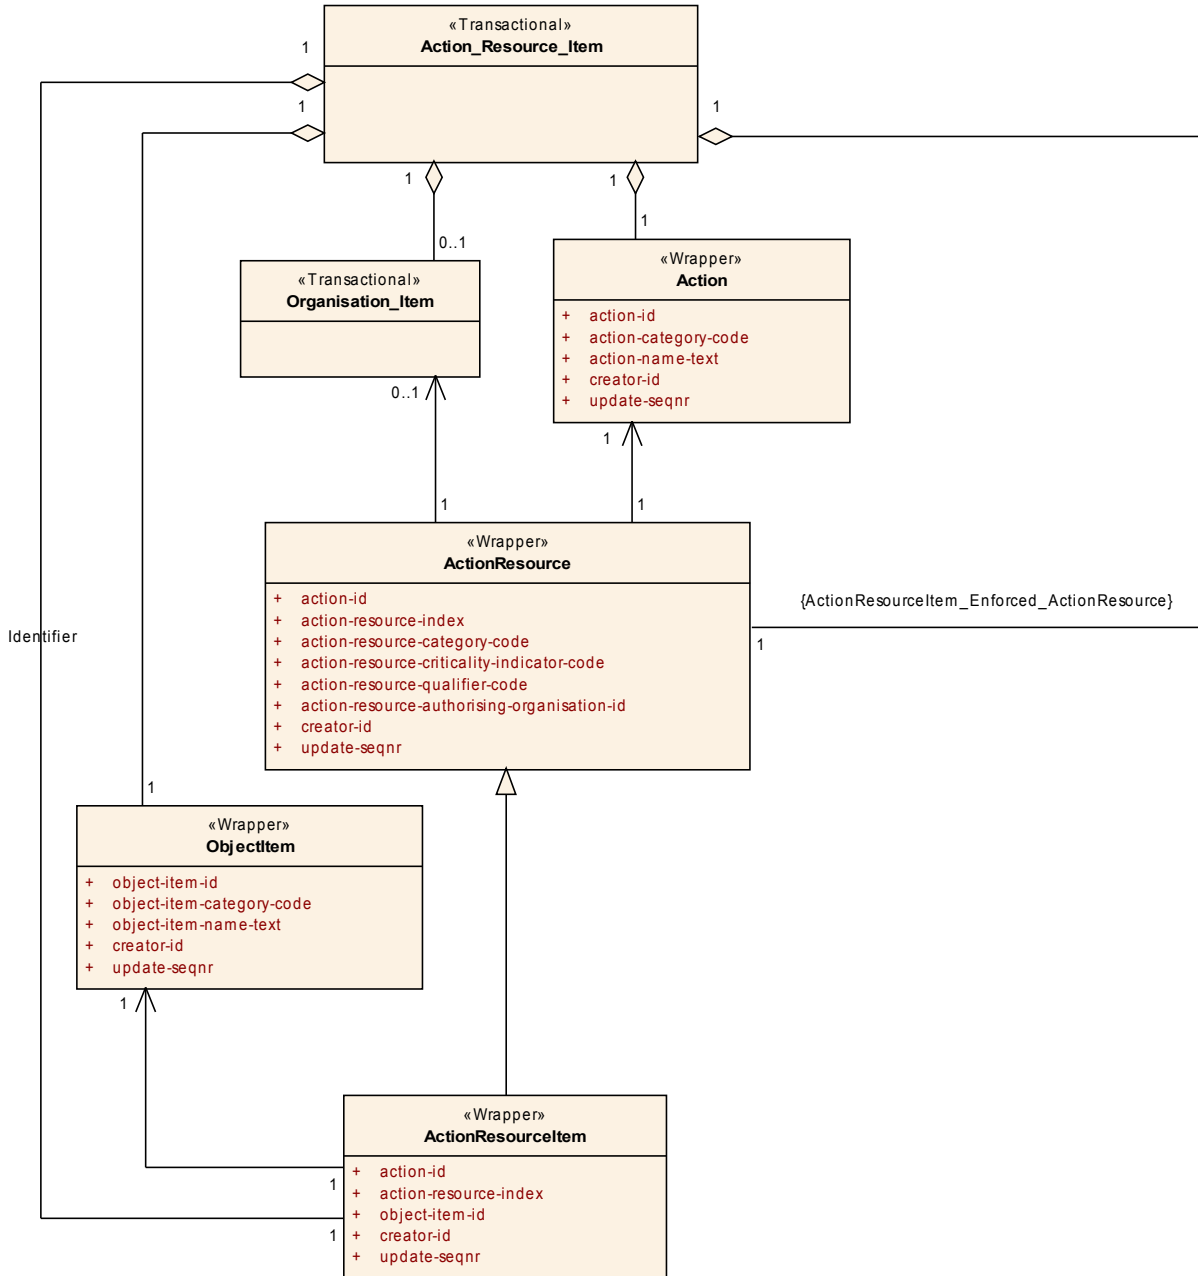 «Transactional»
Action_Resource_Item
1
1
1
1
1
0..1
1
«Transactional»
Organisation_Item
«Wrapper»
Action
+ action-id
+ action-category-code
+ action-name-text
+ creator-id
+ update-seqnr
0..1
1
1
1
«Wrapper»
ActionResource
+ action-id
+ action-resource-index
+ action-resource-category-code
+ action-resource-criticality-indicator-code
+ action-resource-qualifier-code
+ action-resource-authorising-organisation-id
+ creator-id
+ update-seqnr
{ActionResourceItem_Enforced_ActionResource}
1
Identifier
1
«Wrapper»
ObjectItem
+ object-item-id
+ object-item-category-code
+ object-item-name-text
+ creator-id
+ update-seqnr
1
«Wrapper»
ActionResourceItem
+ action-id
+ action-resource-index
+ object-item-id
+ creator-id
+ update-seqnr
1
1